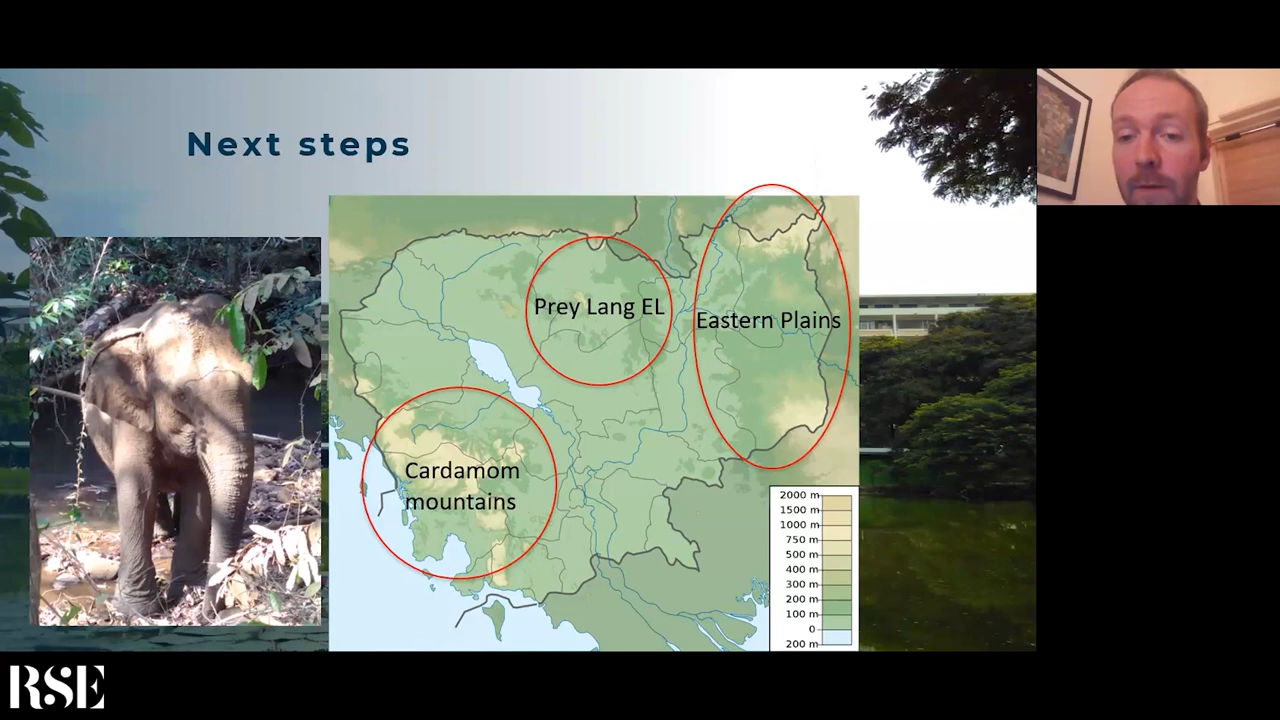 Next steps
Prey Lang EL
Eastern Plains
Cardamom
mountains
2000 m
1500 m
1000 m
750 m
500 m
400 m
300 m
200 m
100 m
0
200 m
RSE